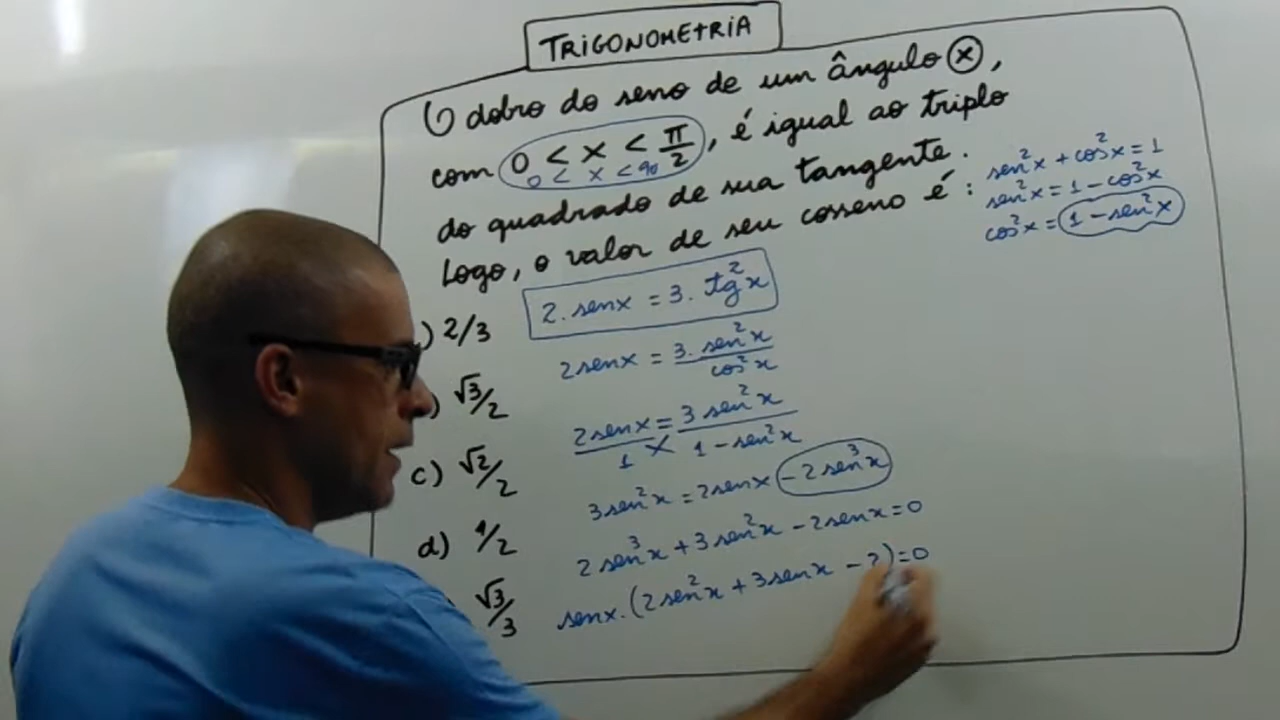 TRIGONOMETRIA
O dobro do seno de um ângulo x,
com 0 < x < π/2, é igual ao triplo
0 < x < 90
do quadrado de sua tangente.
Logo, o valor de seu cosseno é:
sen²x + cos²x = 1
sen²x = 1 - cos²x
cos²x = 1 - sen²x
) 2/3
) √3/2
c) √2/2
d) 1/2
√3/3
2.senx = 3.tg²x
2senx = 3.sen²x/cos²x
2senx/1 = 3sen²x/1-sen²x
3sen²x = 2senx - 2sen³x
2sen³x + 3sen²x - 2senx = 0
senx.(2sen²x + 3senx - 2) = 0